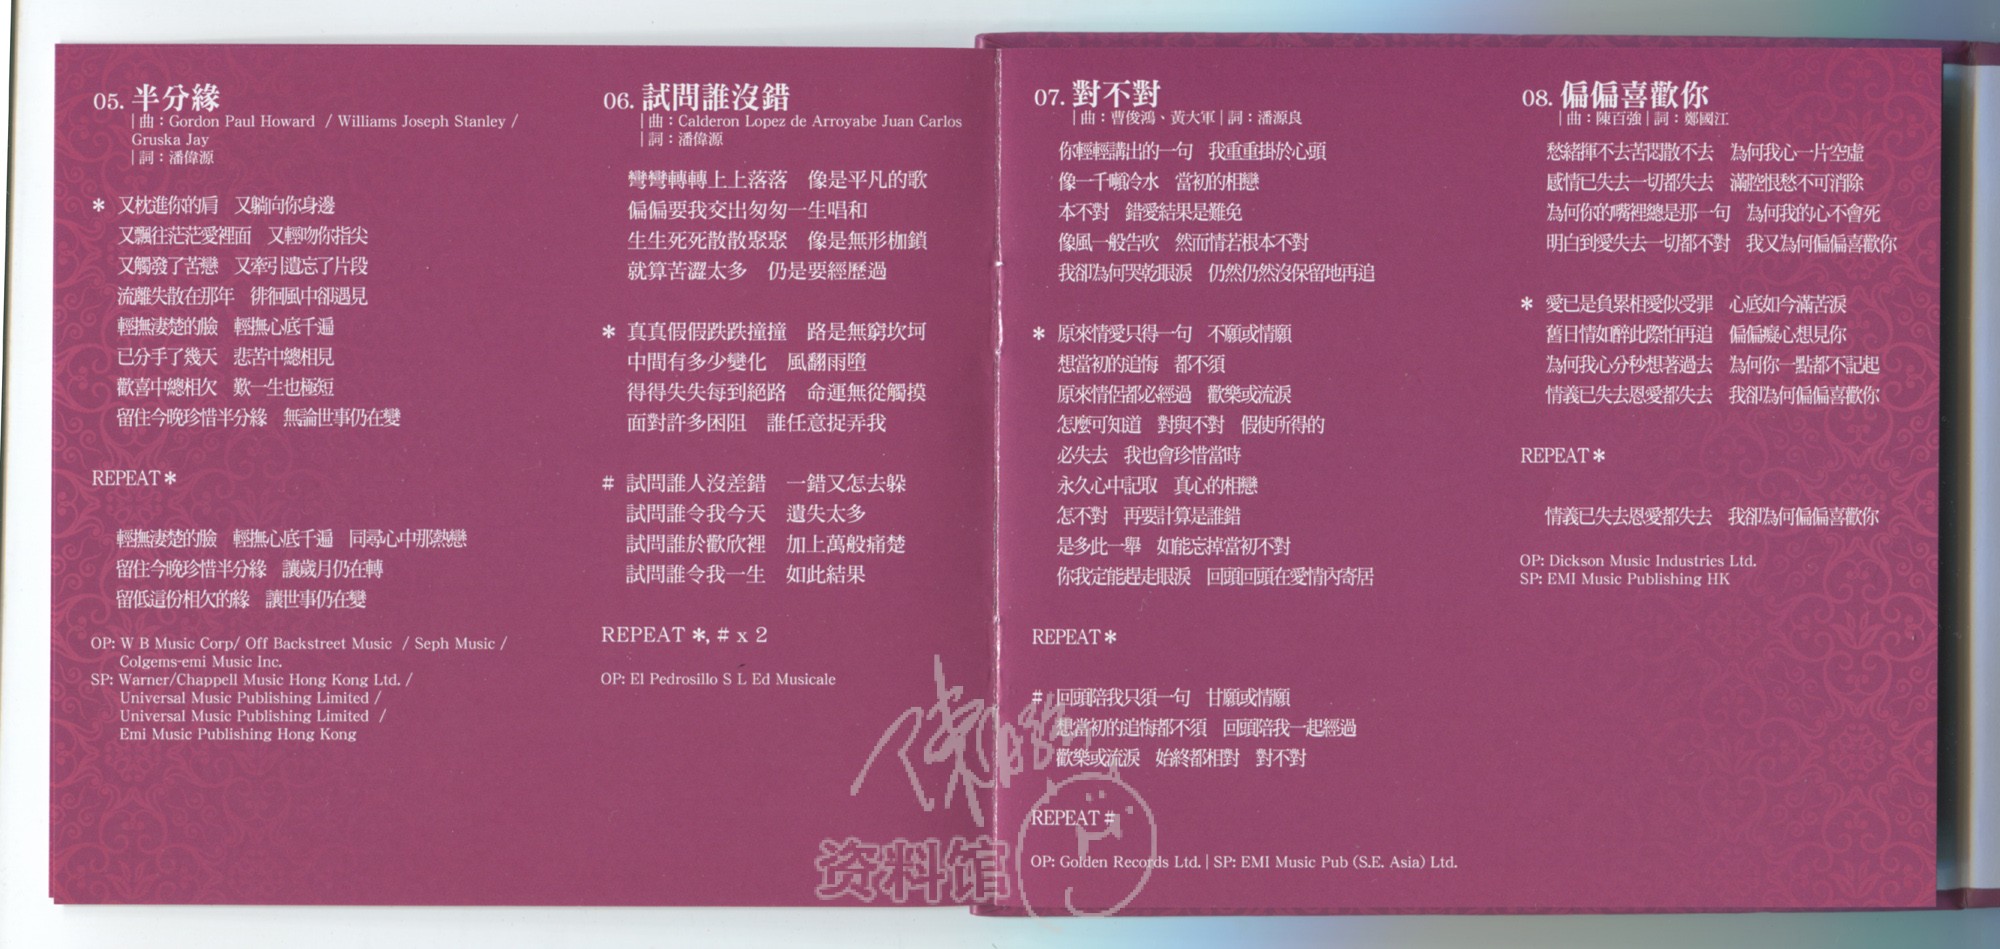 05. 半分緣
| 曲：Gordon Paul Howard / Williams Joseph Stanley /
Gruska Jay
| 詞：潘偉源
* 又枕進你的肩　又躺向你身邊
又飄往茫茫愛裡面　又輕吻你指尖
又觸發了苦戀　又牽引遺忘了片段
流離失散在那年　徘徊風中卻遇見
輕撫淒楚的臉　輕撫心底千遍
已分手了幾天　悲苦中總相見
歡喜中總相欠　歎一生也極短
留住今晚珍惜半分緣　無論世事仍在變
REPEAT *
輕撫淒楚的臉　輕撫心底千遍　同尋心中那熱戀
留住今晚珍惜半分緣　讓歲月仍在轉
留低這份相欠的緣　讓世事仍在變
OP: W B Music Corp/ Off Backstreet Music / Seph Music /
Colgems-emi Music Inc.
SP: Warner/Chappell Music Hong Kong Ltd. /
Universal Music Publishing Limited /
Universal Music Publishing Limited /
Emi Music Publishing Hong Kong
06. 試問誰沒錯
| 曲：Calderon Lopez de Arroyabe Juan Carlos
| 詞：潘偉源
彎彎轉轉上上落落　像是平凡的歌
偏偏要我交出匆匆一生唱和
生生死死散散聚聚　像是無形枷鎖
就算苦澀太多　仍是要經歷過
* 真真假假跌跌撞撞　路是無窮坎坷
中間有多少變化　風翻雨墮
得得失失每到絕路　命運無從觸摸
面對許多困阻　誰任意捉弄我
# 試問誰人沒差錯　一錯又怎去躲
試問誰令我今天　遺失太多
試問誰於歡欣裡　加上萬般痛楚
試問誰令我一生　如此結果
REPEAT *, # x 2
OP: El Pedrosillo S L Ed Musicale
07. 對不對
| 曲：曹俊鴻、黃大軍 | 詞：潘源良
你輕輕講出的一句　我重重掛於心頭
像一千噸冷水　當初的相戀
本不對　錯愛結果是難免
像風一般告吹　然而情若根本不對
我卻為何哭乾眼淚　仍然仍然沒保留地再追
* 原來情愛只得一句　不願或情願
想當初的追悔　都不須
原來情侶都必經過　歡樂或流淚
怎麼可知道　對與不對　假使所得的
必失去　我也會珍惜當時
永久心中記取　真心的相戀
怎不對　再要計算是誰錯
是多此一舉　如能忘掉當初不對
你我定能趕走眼淚　回頭回頭在愛情內寄居
REPEAT *
# 回頭陪我只須一句　甘願或情願
想當初的追悔都不須　回頭陪我一起經過
歡樂或流淚　始終都相對　對不對
REPEAT #
OP: Golden Records Ltd. | SP: EMI Music Pub (S.E. Asia) Ltd.
08. 偏偏喜歡你
| 曲：陳百強 | 詞：鄭國江
愁緒揮不去苦悶散不去　為何我心一片空虛
感情已失去一切都失去　滿腔恨愁不可消除
為何你的嘴裡總是那一句　為何我的心不會死
明白到愛失去一切都不對　我又為何偏偏喜歡你
* 愛已是負累相愛似受罪　心底如今滿苦淚
舊日情如醉此際怕再追　偏偏癡心想見你
為何我心分秒想著過去　為何你一點都不記起
情義已失去恩愛都失去　我卻為何偏偏喜歡你
REPEAT *
情義已失去恩愛都失去　我卻為何偏偏喜歡你
OP: Dickson Music Industries Ltd.
SP: EMI Music Publishing HK
资料馆